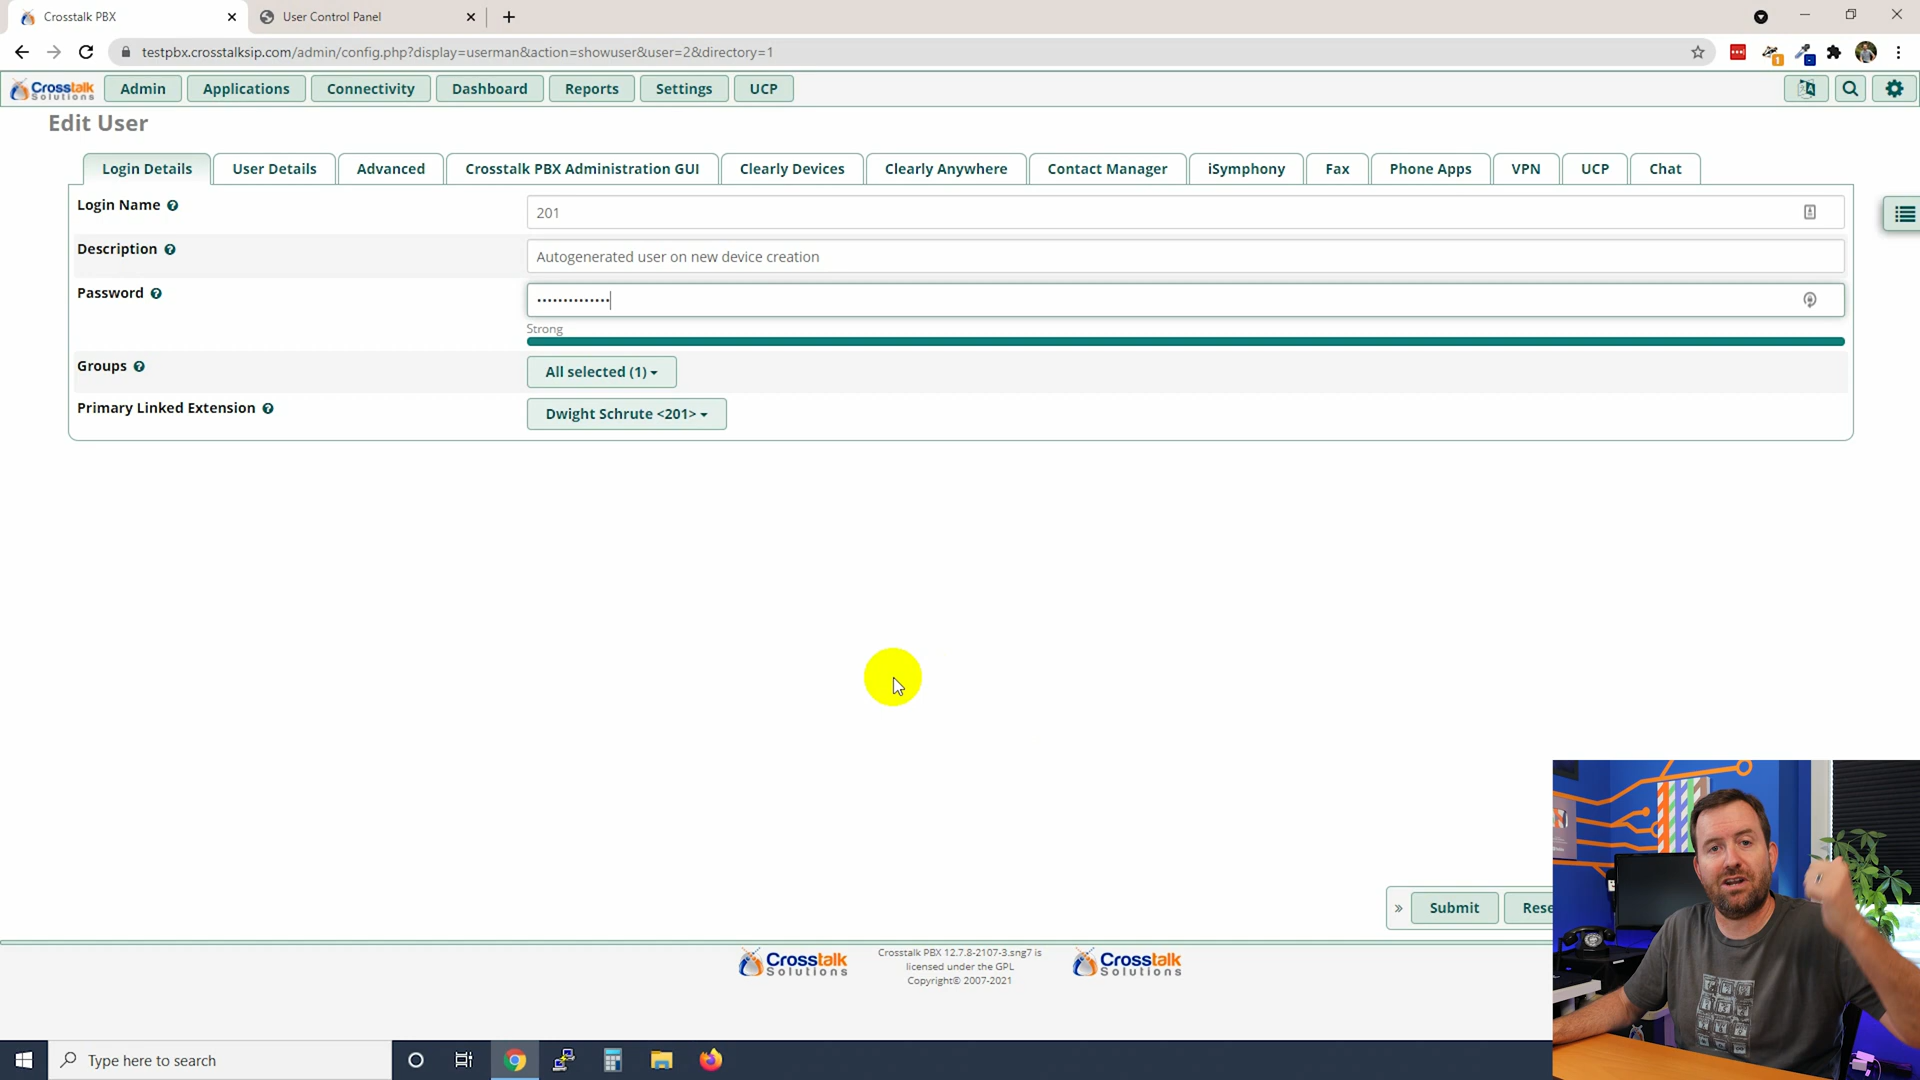 Crosstalk PBX
User Control Panel
testpbx.crosstalksip.com/admin/config.php?display=userman&action=showuser&user=2&directory=1
Crosstalk Solutions
Admin
Applications
Connectivity
Dashboard
Reports
Settings
UCP
Edit User
Login Details
User Details
Advanced
Crosstalk PBX Administration GUI
Clearly Devices
Clearly Anywhere
Contact Manager
iSymphony
Fax
Phone Apps
VPN
UCP
Chat
Login Name
201
Description
Autogenerated user on new device creation
Password
••••••••••••••
Strong
Groups
All selected (1)
Primary Linked Extension
Dwight Schrute <201>
» Submit
Rese
Crosstalk Solutions
Crosstalk PBX 12.7.8-2107-3.sng7 is
licensed under the GPL
Copyright© 2007-2021
Crosstalk Solutions
Type here to search